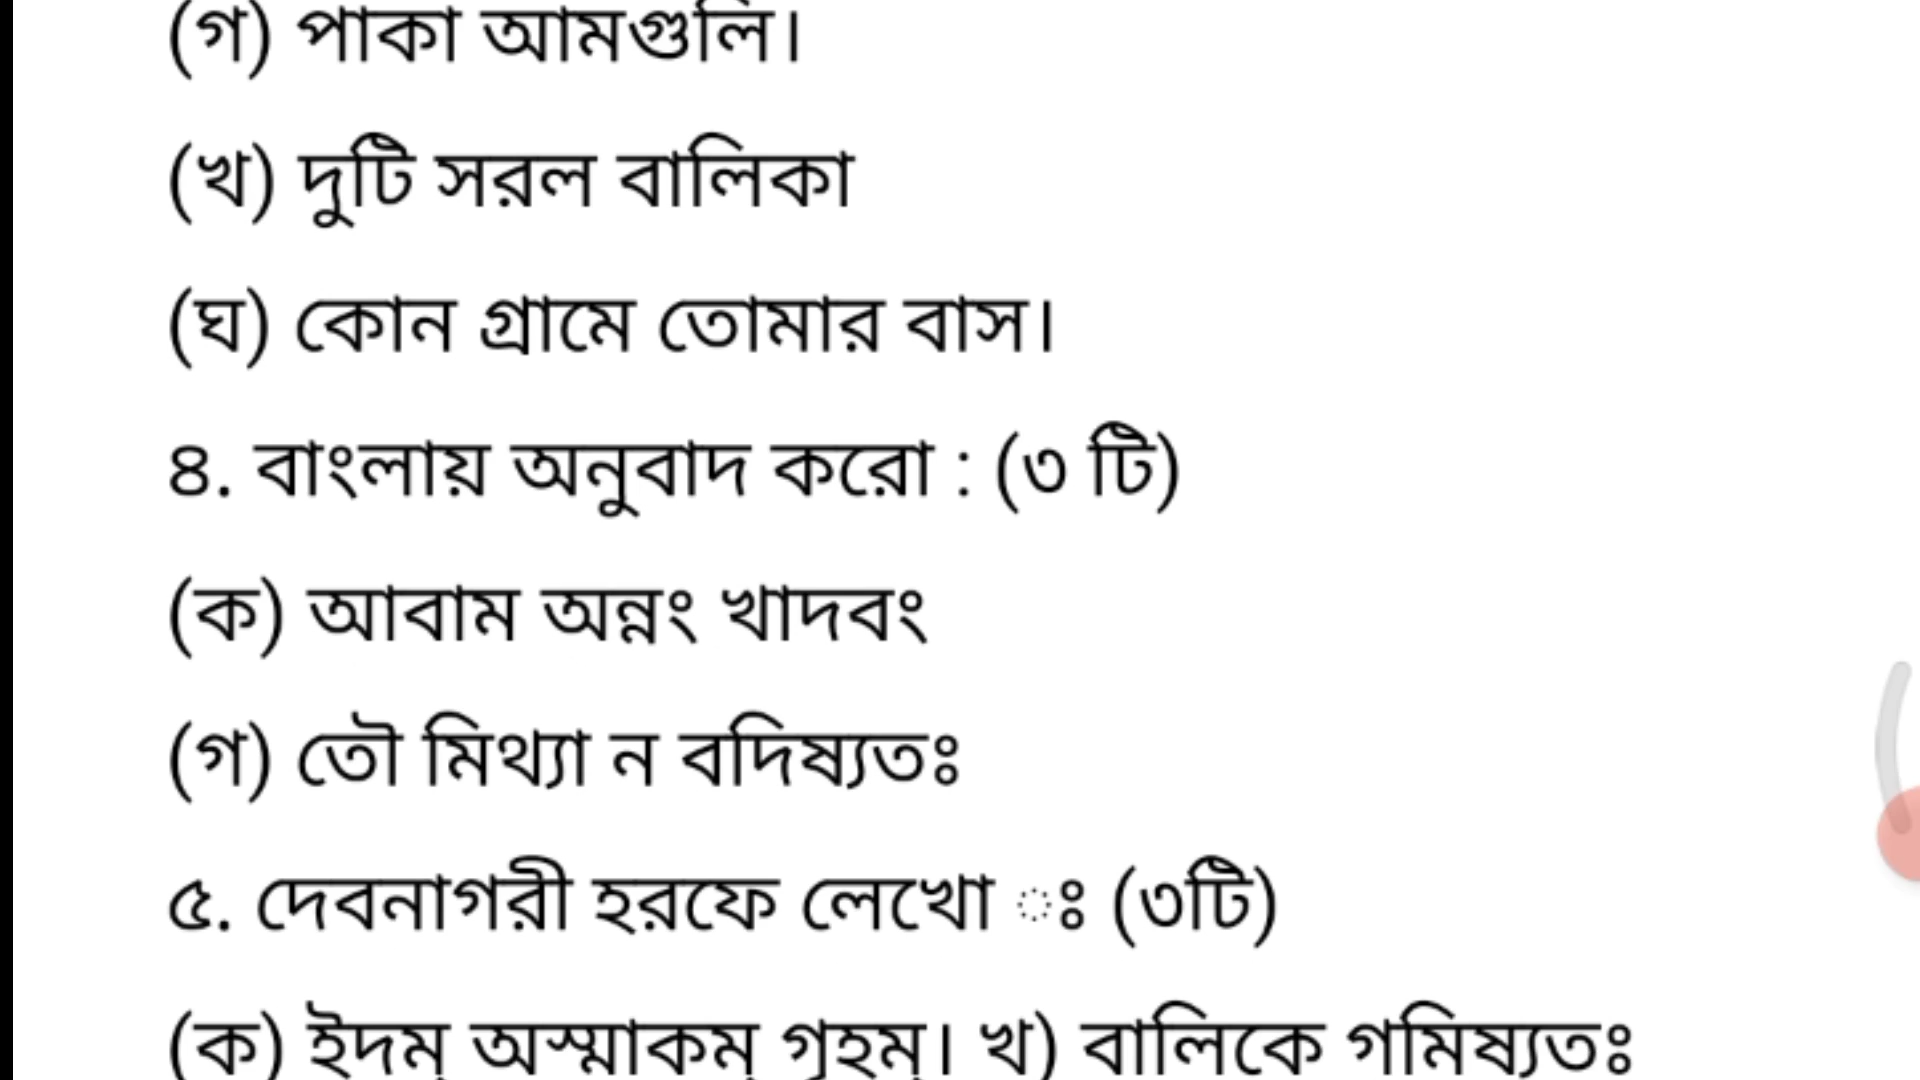 (গ) পাকা আমগুলি।
(খ) দুটি সরল বালিকা
(ঘ) কোন গ্রামে তোমার বাস।
৪. বাংলায় অনুবাদ করো : (৩ টি)
(ক) আবাম অন্নং খাদবং
(গ) তৌ মিথ্যা ন বদিষ্যতঃ
৫. দেবনাগরী হরফে লেখো ঃ (৩টি)
(ক) ইদম্ অস্মাকম্ গৃহম্। খ) বালিকে গমিষ্যতঃ